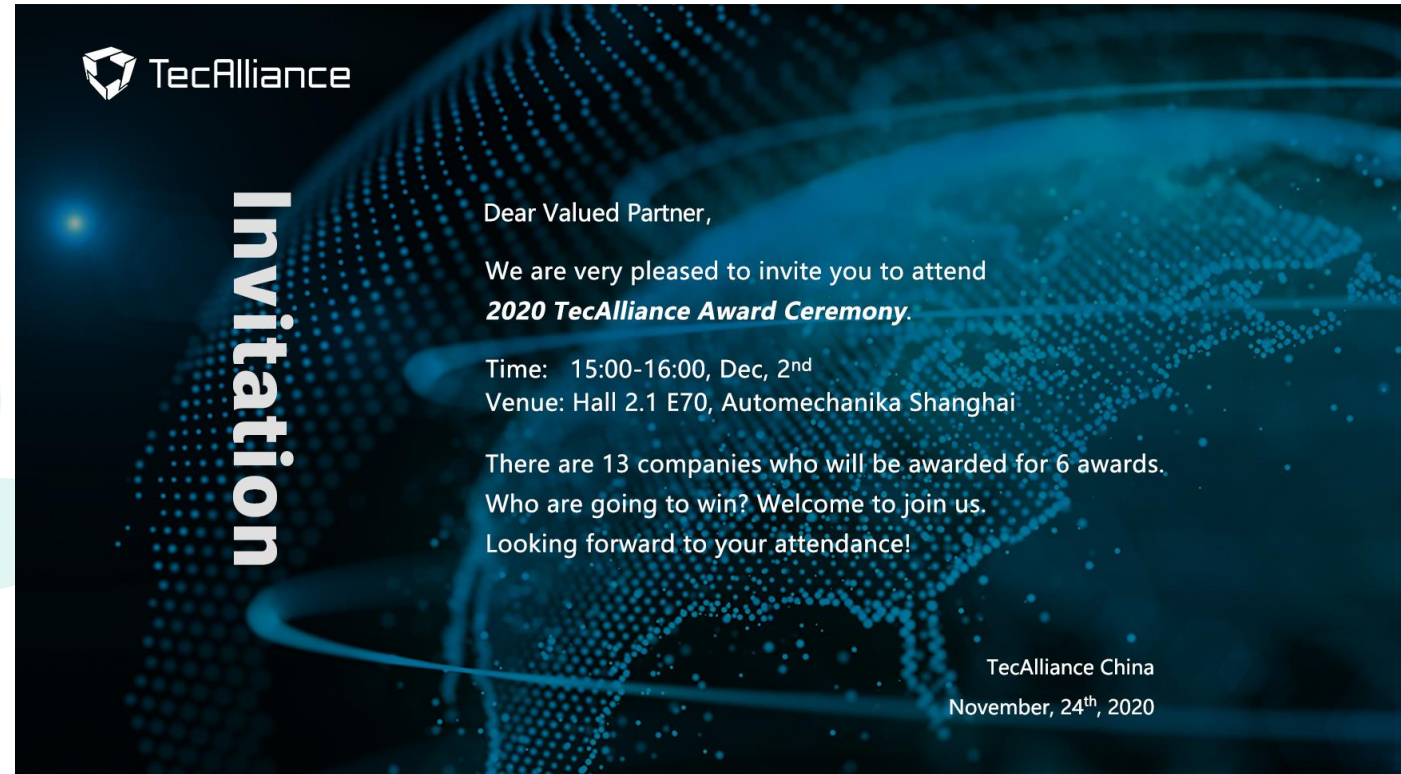 TecAlliance
Invitation
Dear Valued Partner,
We are very pleased to invite you to attend
2020 TecAlliance Award Ceremony.
Time: 15:00-16:00, Dec, 2nd
Venue: Hall 2.1 E70, Automechanika Shanghai
There are 13 companies who will be awarded for 6 awards.
Who are going to win? Welcome to join us.
Looking forward to your attendance!
TecAlliance China
November, 24th, 2020